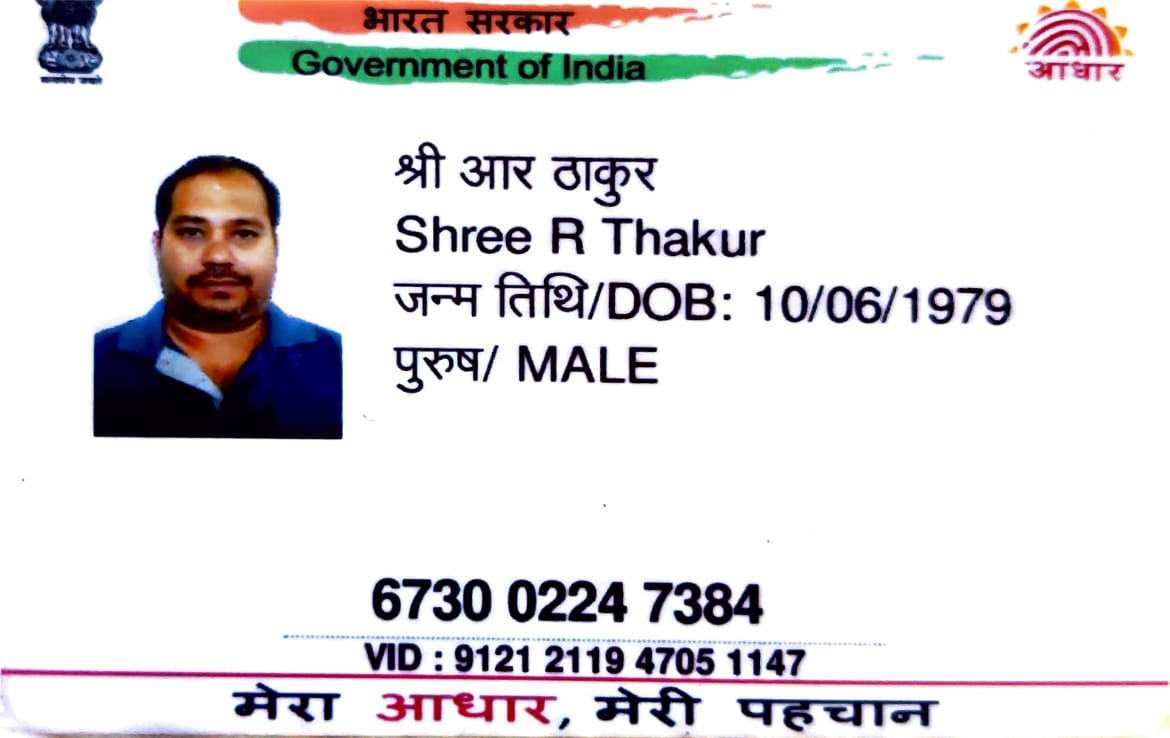 भारत सरकार
Government of India
आधार
श्री आर ठाकुर
Shree R Thakur
जन्म तिथि/DOB: 10/06/1979
पुरुष/ MALE
6730 0224 7384
VID : 9121 2119 4705 1147
मेरा आधार, मेरी पहचान